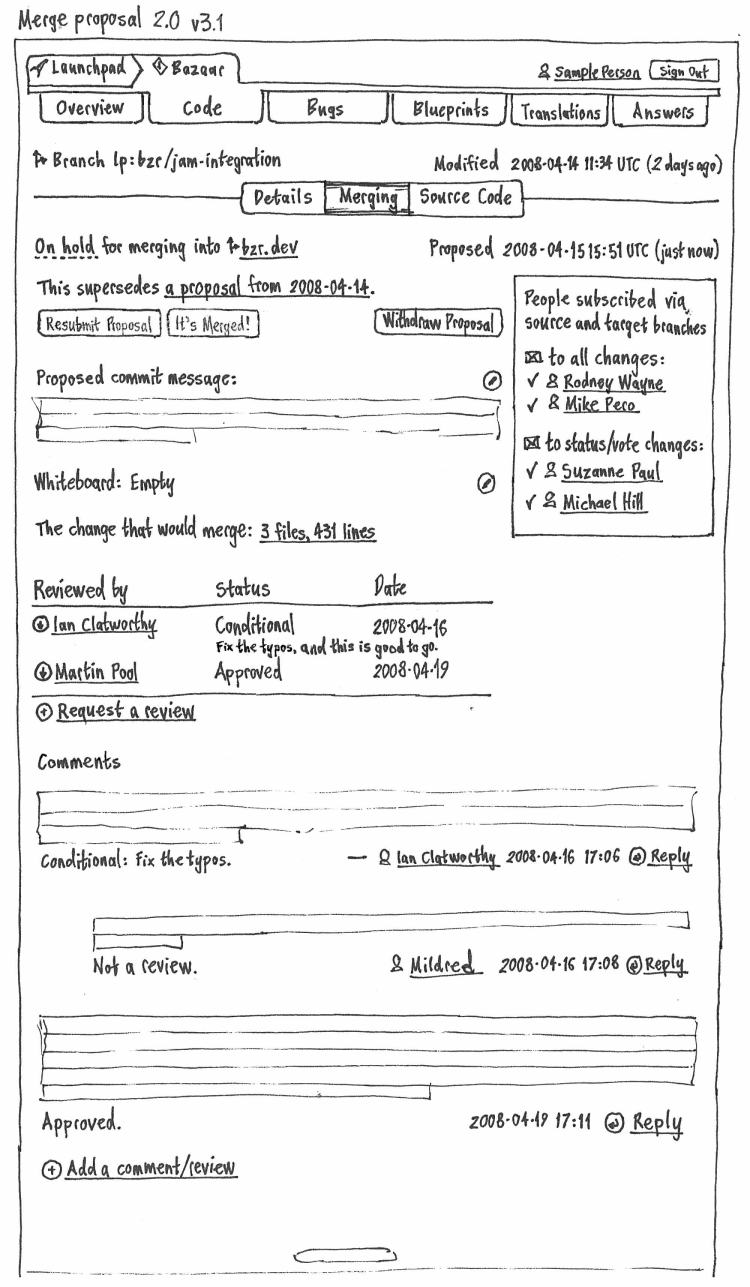 Merge proposal 2.0 v3.1
Launchpad Bazaar Sample Person Sign Out
Overview Code Bugs Blueprints Translations Answers
Branch lp:bzr/jam-integration Modified 2008-04-14 11:34 UTC (2 days ago)
Details Merging Source Code
On hold for merging into bzr.dev Proposed 2008-04-15 15:51 UTC (just now)
This supersedes a proposal from 2008-04-14.
Resubmit Proposal It's Merged! Withdraw Proposal
People subscribed via
source and target branches
to all changes:
Rodney Wayne
Mike Peco
to status/vote changes:
Suzanne Paul
Michael Hill
Proposed commit message:
Whiteboard: Empty
The change that would merge: 3 files, 431 lines
Reviewed by Status Date
Ian Clatworthy Conditional 2008-04-16
Fix the typos, and this is good to go.
Martin Pool Approved 2008-04-19
Request a review
Comments
Conditional: Fix the typos. — Ian Clatworthy 2008-04-16 17:06 Reply
Not a review. Mildred 2008-04-16 17:08 Reply
Approved. 2008-04-19 17:11 Reply
Add a comment/review